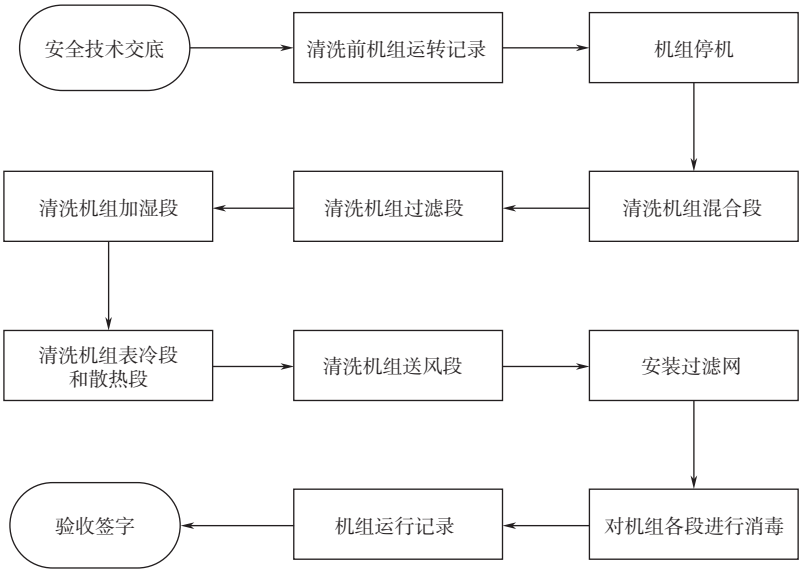 安全技术交底
清洗前机组运转记录
机组停机
清洗机组混合段
清洗机组过滤段
清洗机组加湿段
清洗机组表冷段
和散热段
清洗机组送风段
安装过滤网
对机组各段进行消毒
机组运行记录
验收签字